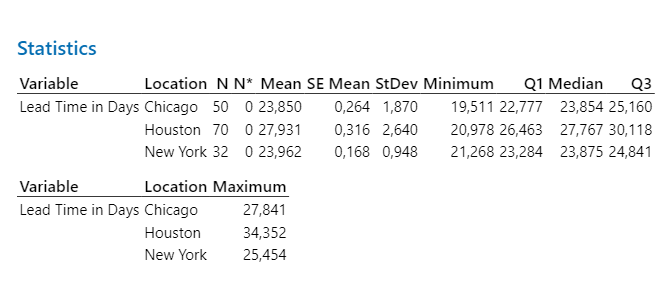 Statistics
Variable Location N N* Mean SE Mean StDev Minimum Q1 Median Q3
Lead Time in Days Chicago 50 0 23,850 0,264 1,870 19,511 22,777 23,854 25,160
Houston 70 0 27,931 0,316 2,640 20,978 26,463 27,767 30,118
New York 32 0 23,962 0,168 0,948 21,268 23,284 23,875 24,841
Variable Location Maximum
Lead Time in Days Chicago 27,841
Houston 34,352
New York 25,454